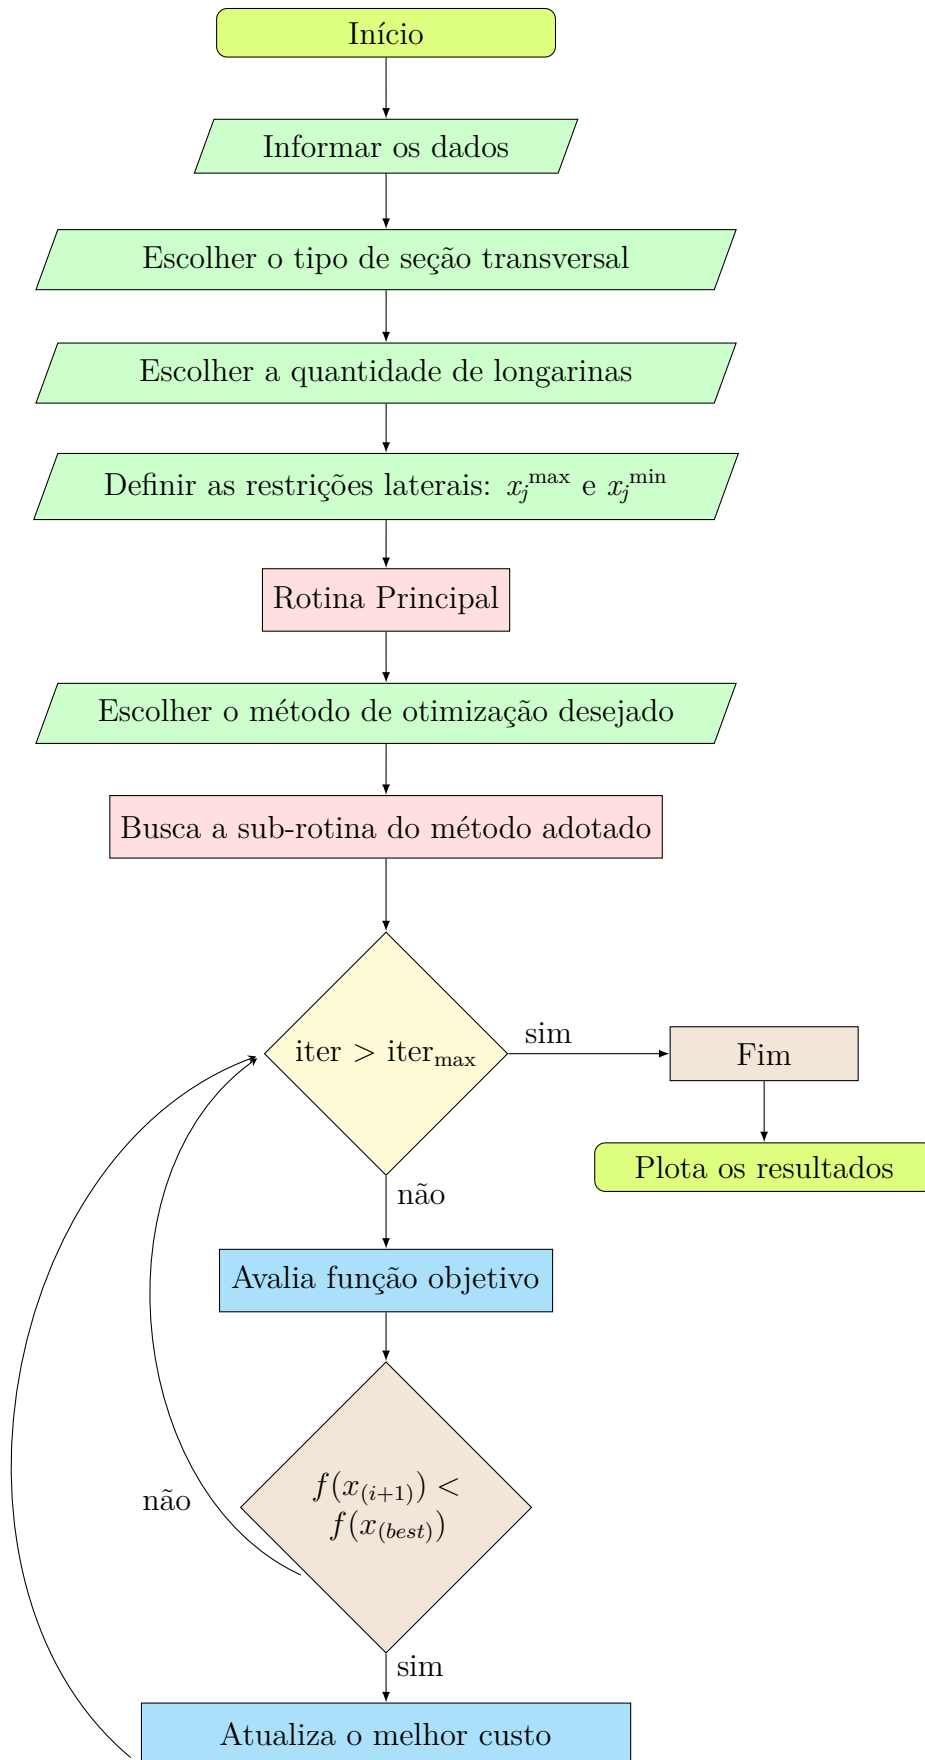 Início
Informar os dados
Escolher o tipo de seção transversal
Escolher a quantidade de longarinas
Definir as restrições laterais: $x_j^{\max}$ e $x_j^{\min}$
Rotina Principal
Escolher o método de otimização desejado
Busca a sub-rotina do método adotado
iter > iter$_{\max}$
sim
Fim
Plota os resultados
não
Avalia função objetivo
$f(x_{(i+1)}) <$
$f(x_{(best)})$
não
sim
Atualiza o melhor custo